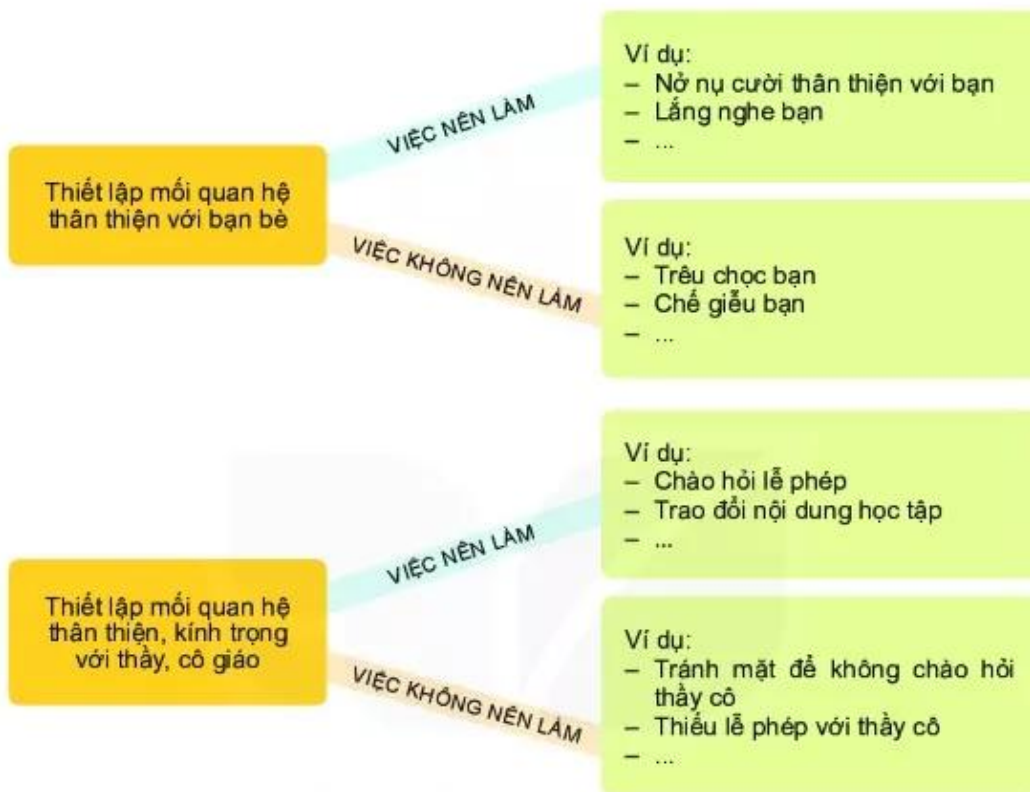 Thiết lập mối quan hệ
thân thiện với bạn bè
VIỆC NÊN LÀM
Ví dụ:
– Nở nụ cười thân thiện với bạn
– Lắng nghe bạn
– ...
VIỆC KHÔNG NÊN LÀM
Ví dụ:
– Trêu chọc bạn
– Chế giễu bạn
– ...
Thiết lập mối quan hệ
thân thiện, kính trọng
với thầy, cô giáo
VIỆC NÊN LÀM
Ví dụ:
– Chào hỏi lễ phép
– Trao đổi nội dung học tập
– ...
VIỆC KHÔNG NÊN LÀM
Ví dụ:
– Tránh mặt để không chào hỏi
thầy cô
– Thiếu lễ phép với thầy cô
– ...